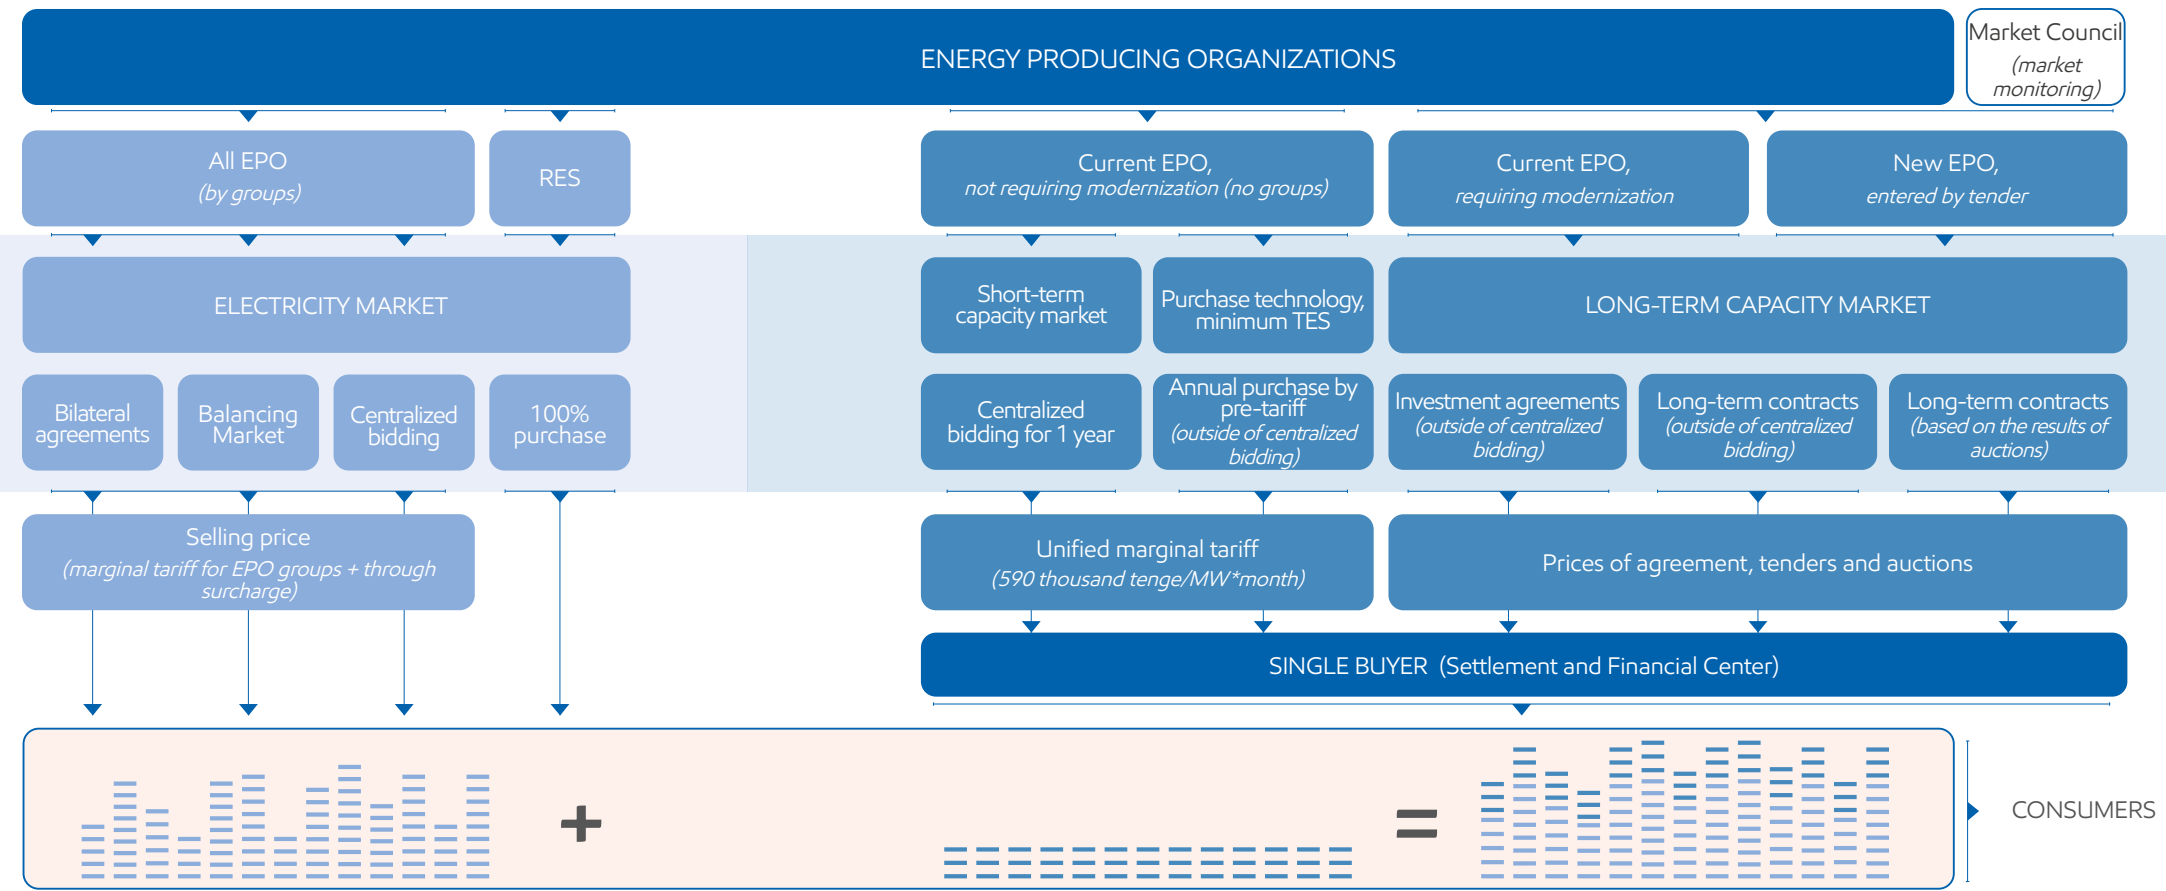 ENERGY PRODUCING ORGANIZATIONS
Market Council
(market
monitoring)
All EPO
(by groups)
RES
Current EPO,
not requiring modernization (no groups)
Current EPO,
requiring modernization
New EPO,
entered by tender
ELECTRICITY MARKET
Short-term
capacity market
Purchase technology,
minimum TES
LONG-TERM CAPACITY MARKET
Bilateral
agreements
Balancing
Market
Centralized
bidding
100%
purchase
Centralized
bidding for 1 year
Annual purchase by
pre-tariff
(outside of centralized
bidding)
Investment agreements
(outside of centralized
bidding)
Long-term contracts
(outside of centralized
bidding)
Long-term contracts
(based on the results of
auctions)
Selling price
(marginal tariff for EPO groups + through
surcharge)
Unified marginal tariff
(590 thousand tenge/MW*month)
Prices of agreement, tenders and auctions
SINGLE BUYER (Settlement and Financial Center)
+
=
CONSUMERS